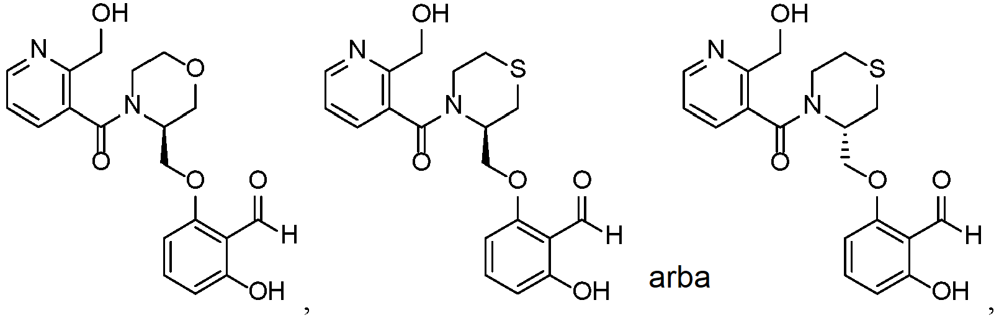 OH OH OH
N N N
O S S
N N N
O O O
O O O O O O
H H H
OH , OH arba OH ,